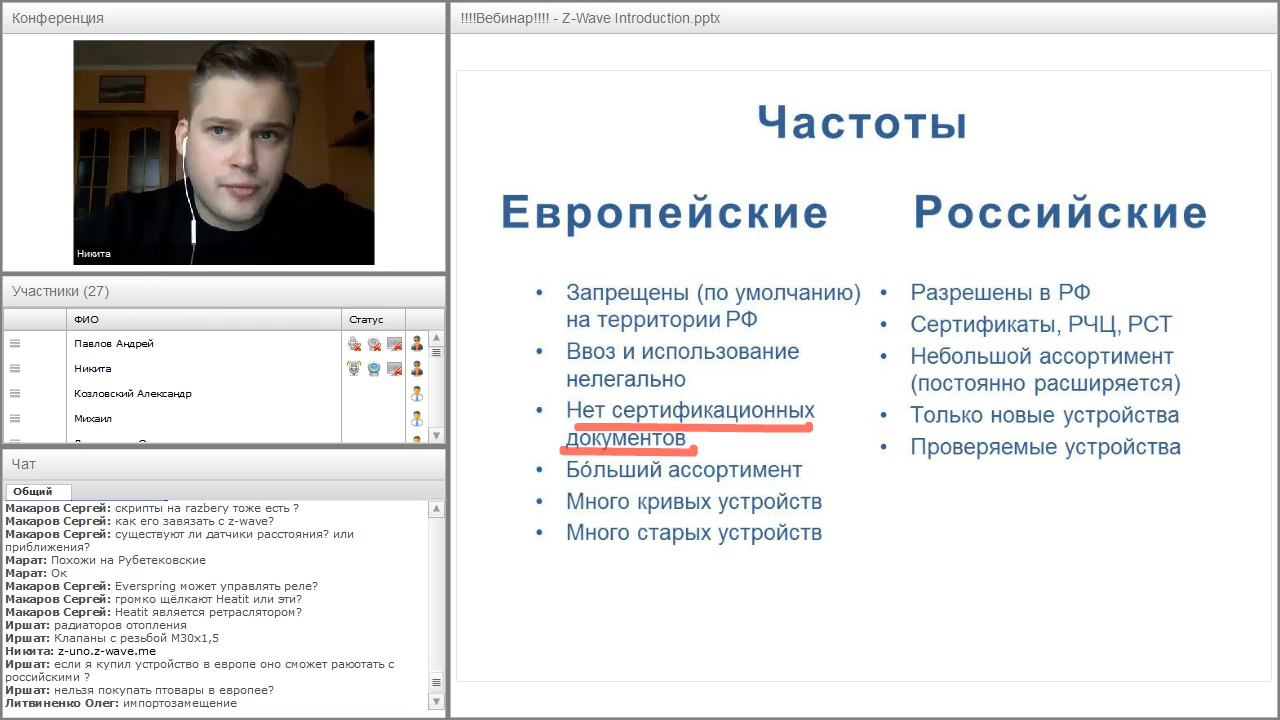 Конференция
Никита
Участники (27)
ФИО
Статус
Павлов Андрей
Никита
Козловский Александр
Михаил
Чат
Общий
Макаров Сергей: скрипты на razbery тоже есть ?
Макаров Сергей: как его завязать с z-wave?
Макаров Сергей: существуют ли датчики расстояния? или
приближения?
Марат: Похожи на Рубетековские
Марат: Ок
Макаров Сергей: Everspring может управлять реле?
Макаров Сергей: громко щёлкают Heatit или эти?
Макаров Сергей: Heatit является ретраслятором?
Иршат: радиаторов отопления
Иршат: Клапаны с резьбой М30х1,5
Никита: z-uno.z-wave.me
Иршат: если я купил устройство в европе оно сможет раюотать с
российскими ?
Иршат: нельзя покупать птовары в европее?
Литвиненко Олег: импортозамещение
!!!!Вебинар!!!! - Z-Wave Introduction.pptx
Частоты
Европейские
• Запрещены (по умолчанию)
на территории РФ
• Ввоз и использование
нелегально
• Нет сертификационных
документов
• Бо́льший ассортимент
• Много кривых устройств
• Много старых устройств
Российские
• Разрешены в РФ
• Сертификаты, РЧЦ, РСТ
• Небольшой ассортимент
(постоянно расширяется)
• Только новые устройства
• Проверяемые устройства